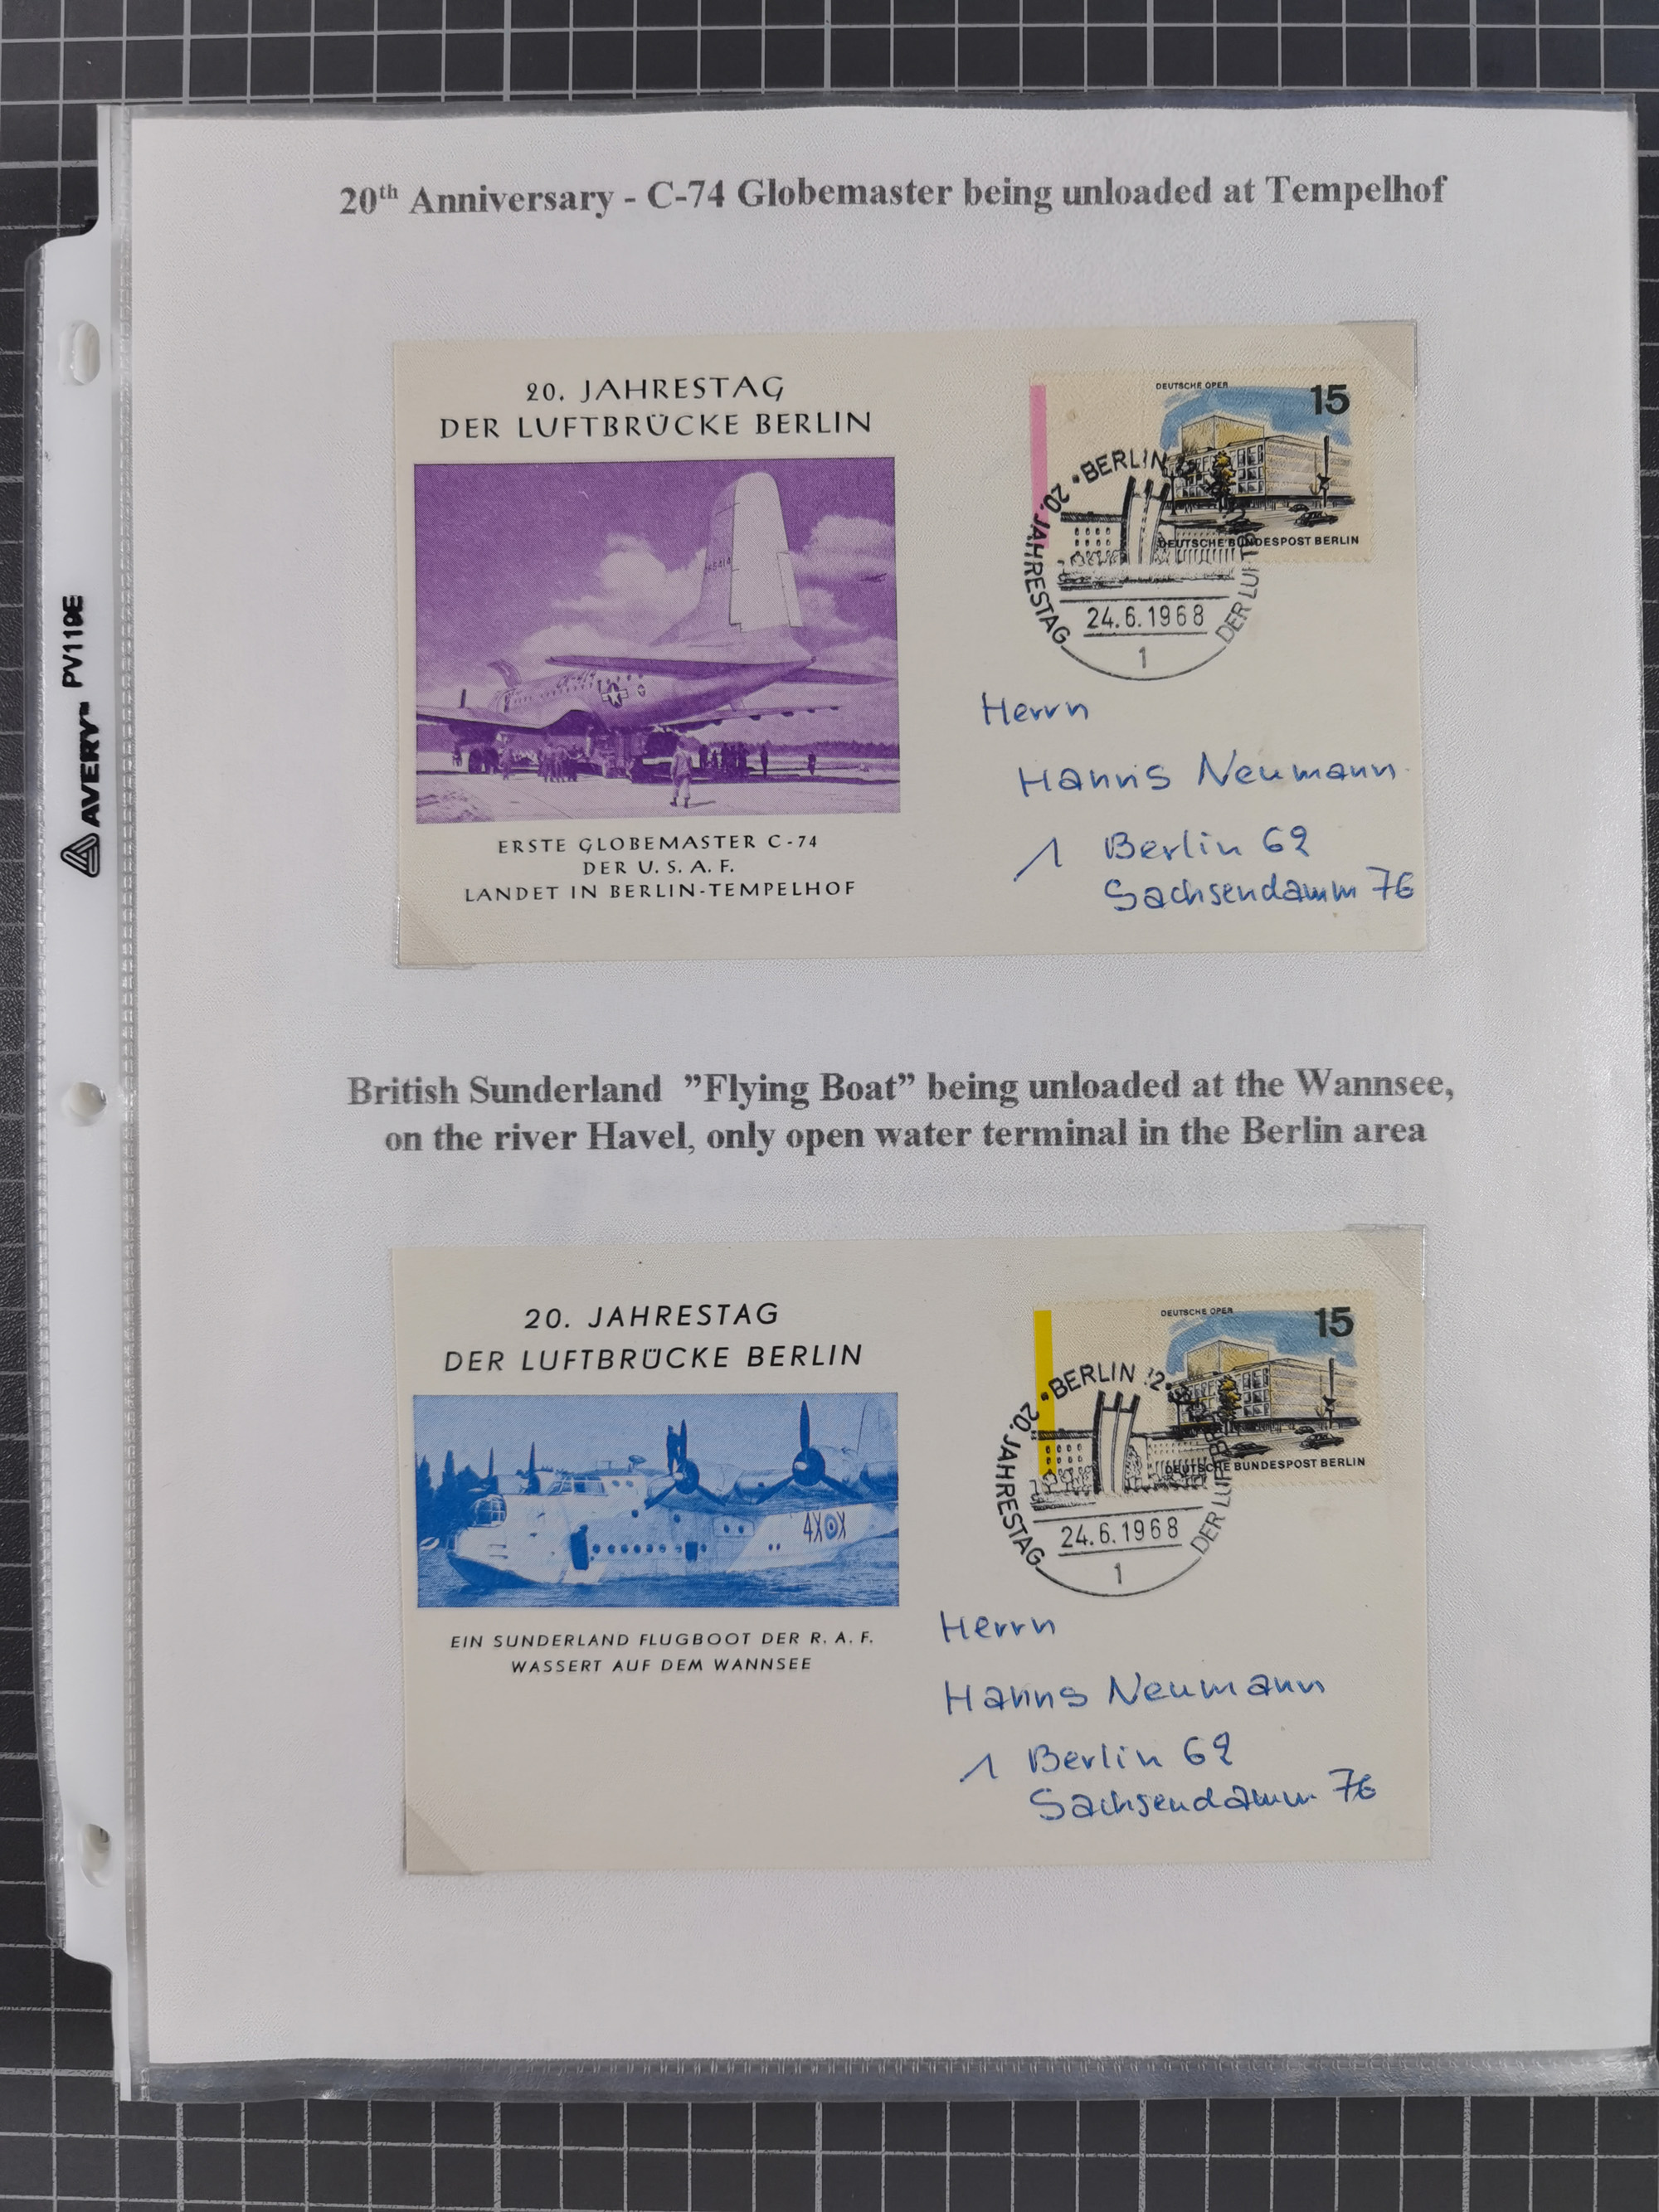 20th Anniversary - C-74 Globemaster being unloaded at Tempelhof
20. JAHRESTAG
DER LUFTBRÜCKE BERLIN
ERSTE GLOBEMASTER C-74
DER U. S. A. F.
LANDET IN BERLIN-TEMPELHOF
DEUTSCHE OPER
15
DEUTSCHE BUNDESPOST BERLIN
BERLIN
20. JAHRESTAG
24.6.1968
1
Herrn
Hanns Neumann
1 Berlin 62
Sachsendamm 76
AVERY™ PV119E
British Sunderland ”Flying Boat” being unloaded at the Wannsee,
on the river Havel, only open water terminal in the Berlin area
20. JAHRESTAG
DER LUFTBRÜCKE BERLIN
4X X
EIN SUNDERLAND FLUGBOOT DER R. A. F.
WASSERT AUF DEM WANNSEE
DEUTSCHE OPER
15
DEUTSCHE BUNDESPOST BERLIN
BERLIN 12
20. JAHRESTAG
24.6.1968
1
Herrn
Hanns Neumann
1 Berlin 62
Sachsendamm 76